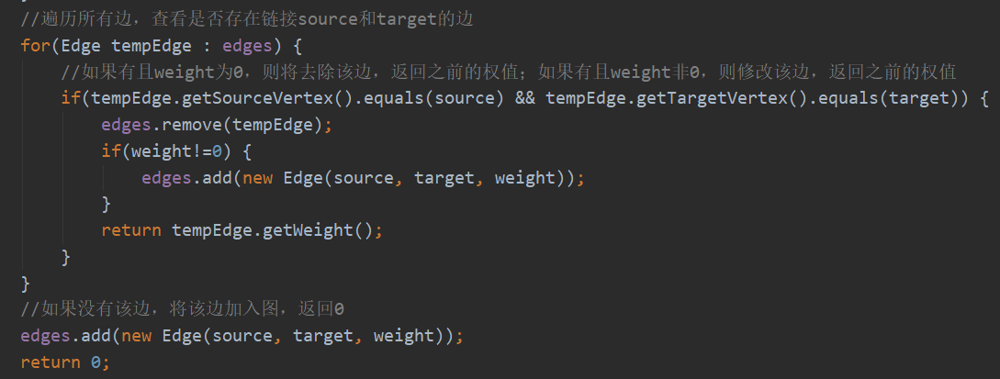 //遍历所有边，查看是否存在链接source和target的边
for(Edge tempEdge : edges) {
//如果有且weight为0，则将去除该边，返回之前的权值；如果有且weight非0，则修改该边，返回之前的权值
if(tempEdge.getSourceVertex().equals(source) && tempEdge.getTargetVertex().equals(target)) {
edges.remove(tempEdge);
if(weight!=0) {
edges.add(new Edge(source, target, weight));
}
return tempEdge.getWeight();
}
}
//如果没有该边，将该边加入图，返回0
edges.add(new Edge(source, target, weight));
return 0;